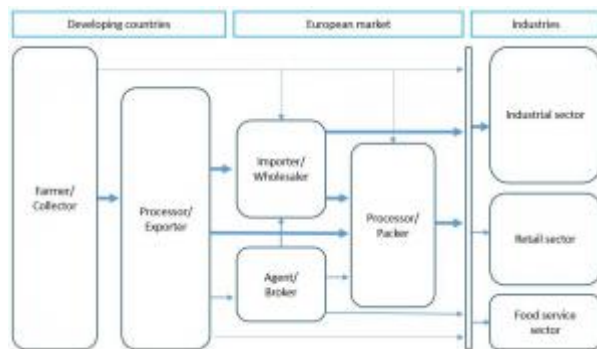 Developing countries
European market
Industries
Farmer/
Collector
Processor/
Exporter
Importer/
Wholesaler
Agent/
Broker
Processor/
Packer
Industrial sector
Retail sector
Food service
sector